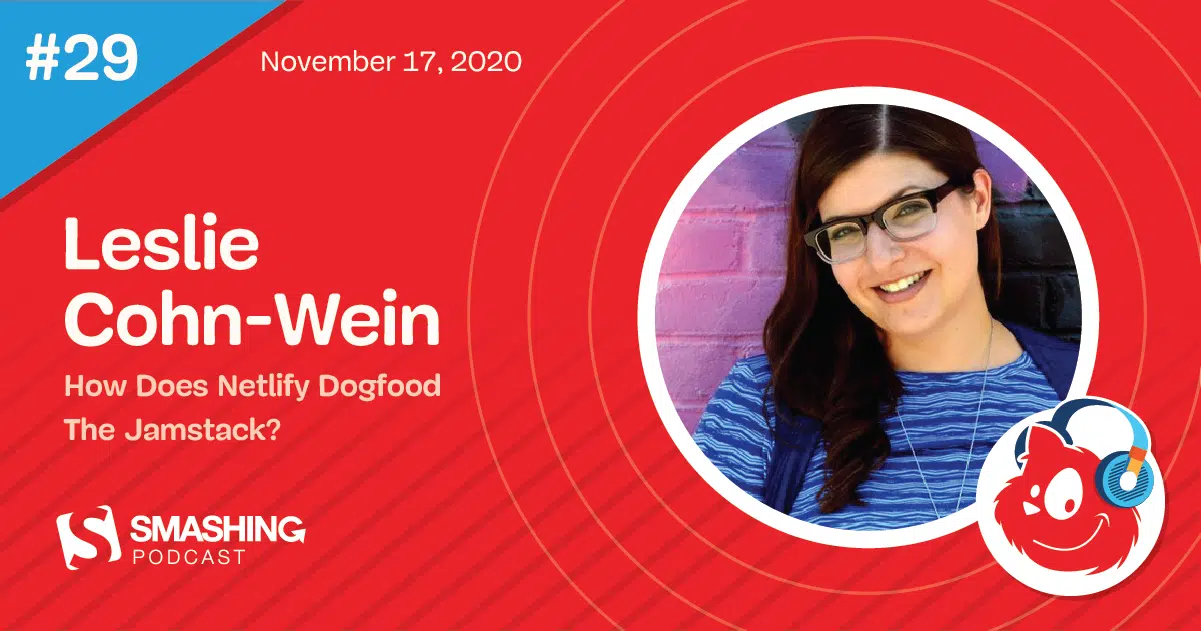 #29
November 17, 2020
Leslie
Cohn-Wein
How Does Netlify Dogfood
The Jamstack?
SMASHING
PODCAST